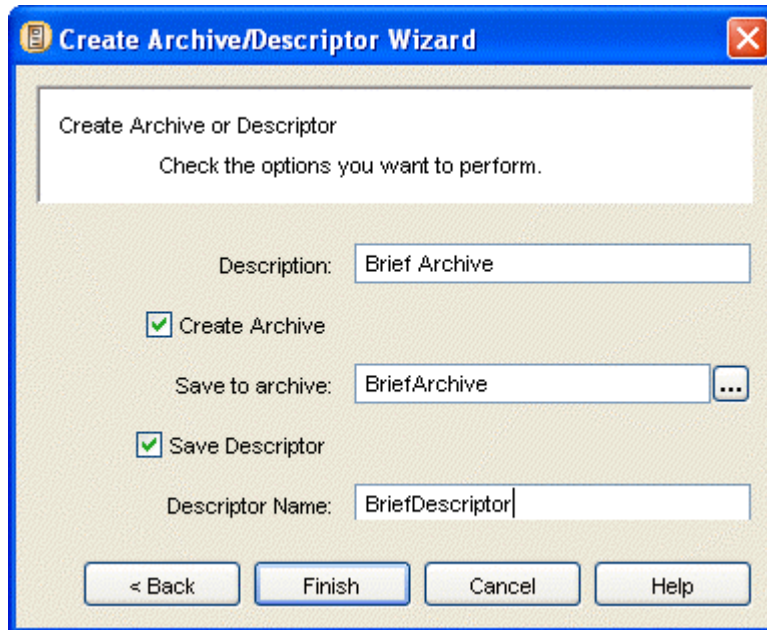 Create Archive/Descriptor Wizard
Create Archive or Descriptor
Check the options you want to perform.
Description: Brief Archive
Create Archive
Save to archive: BriefArchive ...
Save Descriptor
Descriptor Name: BriefDescriptor
< Back Finish Cancel Help